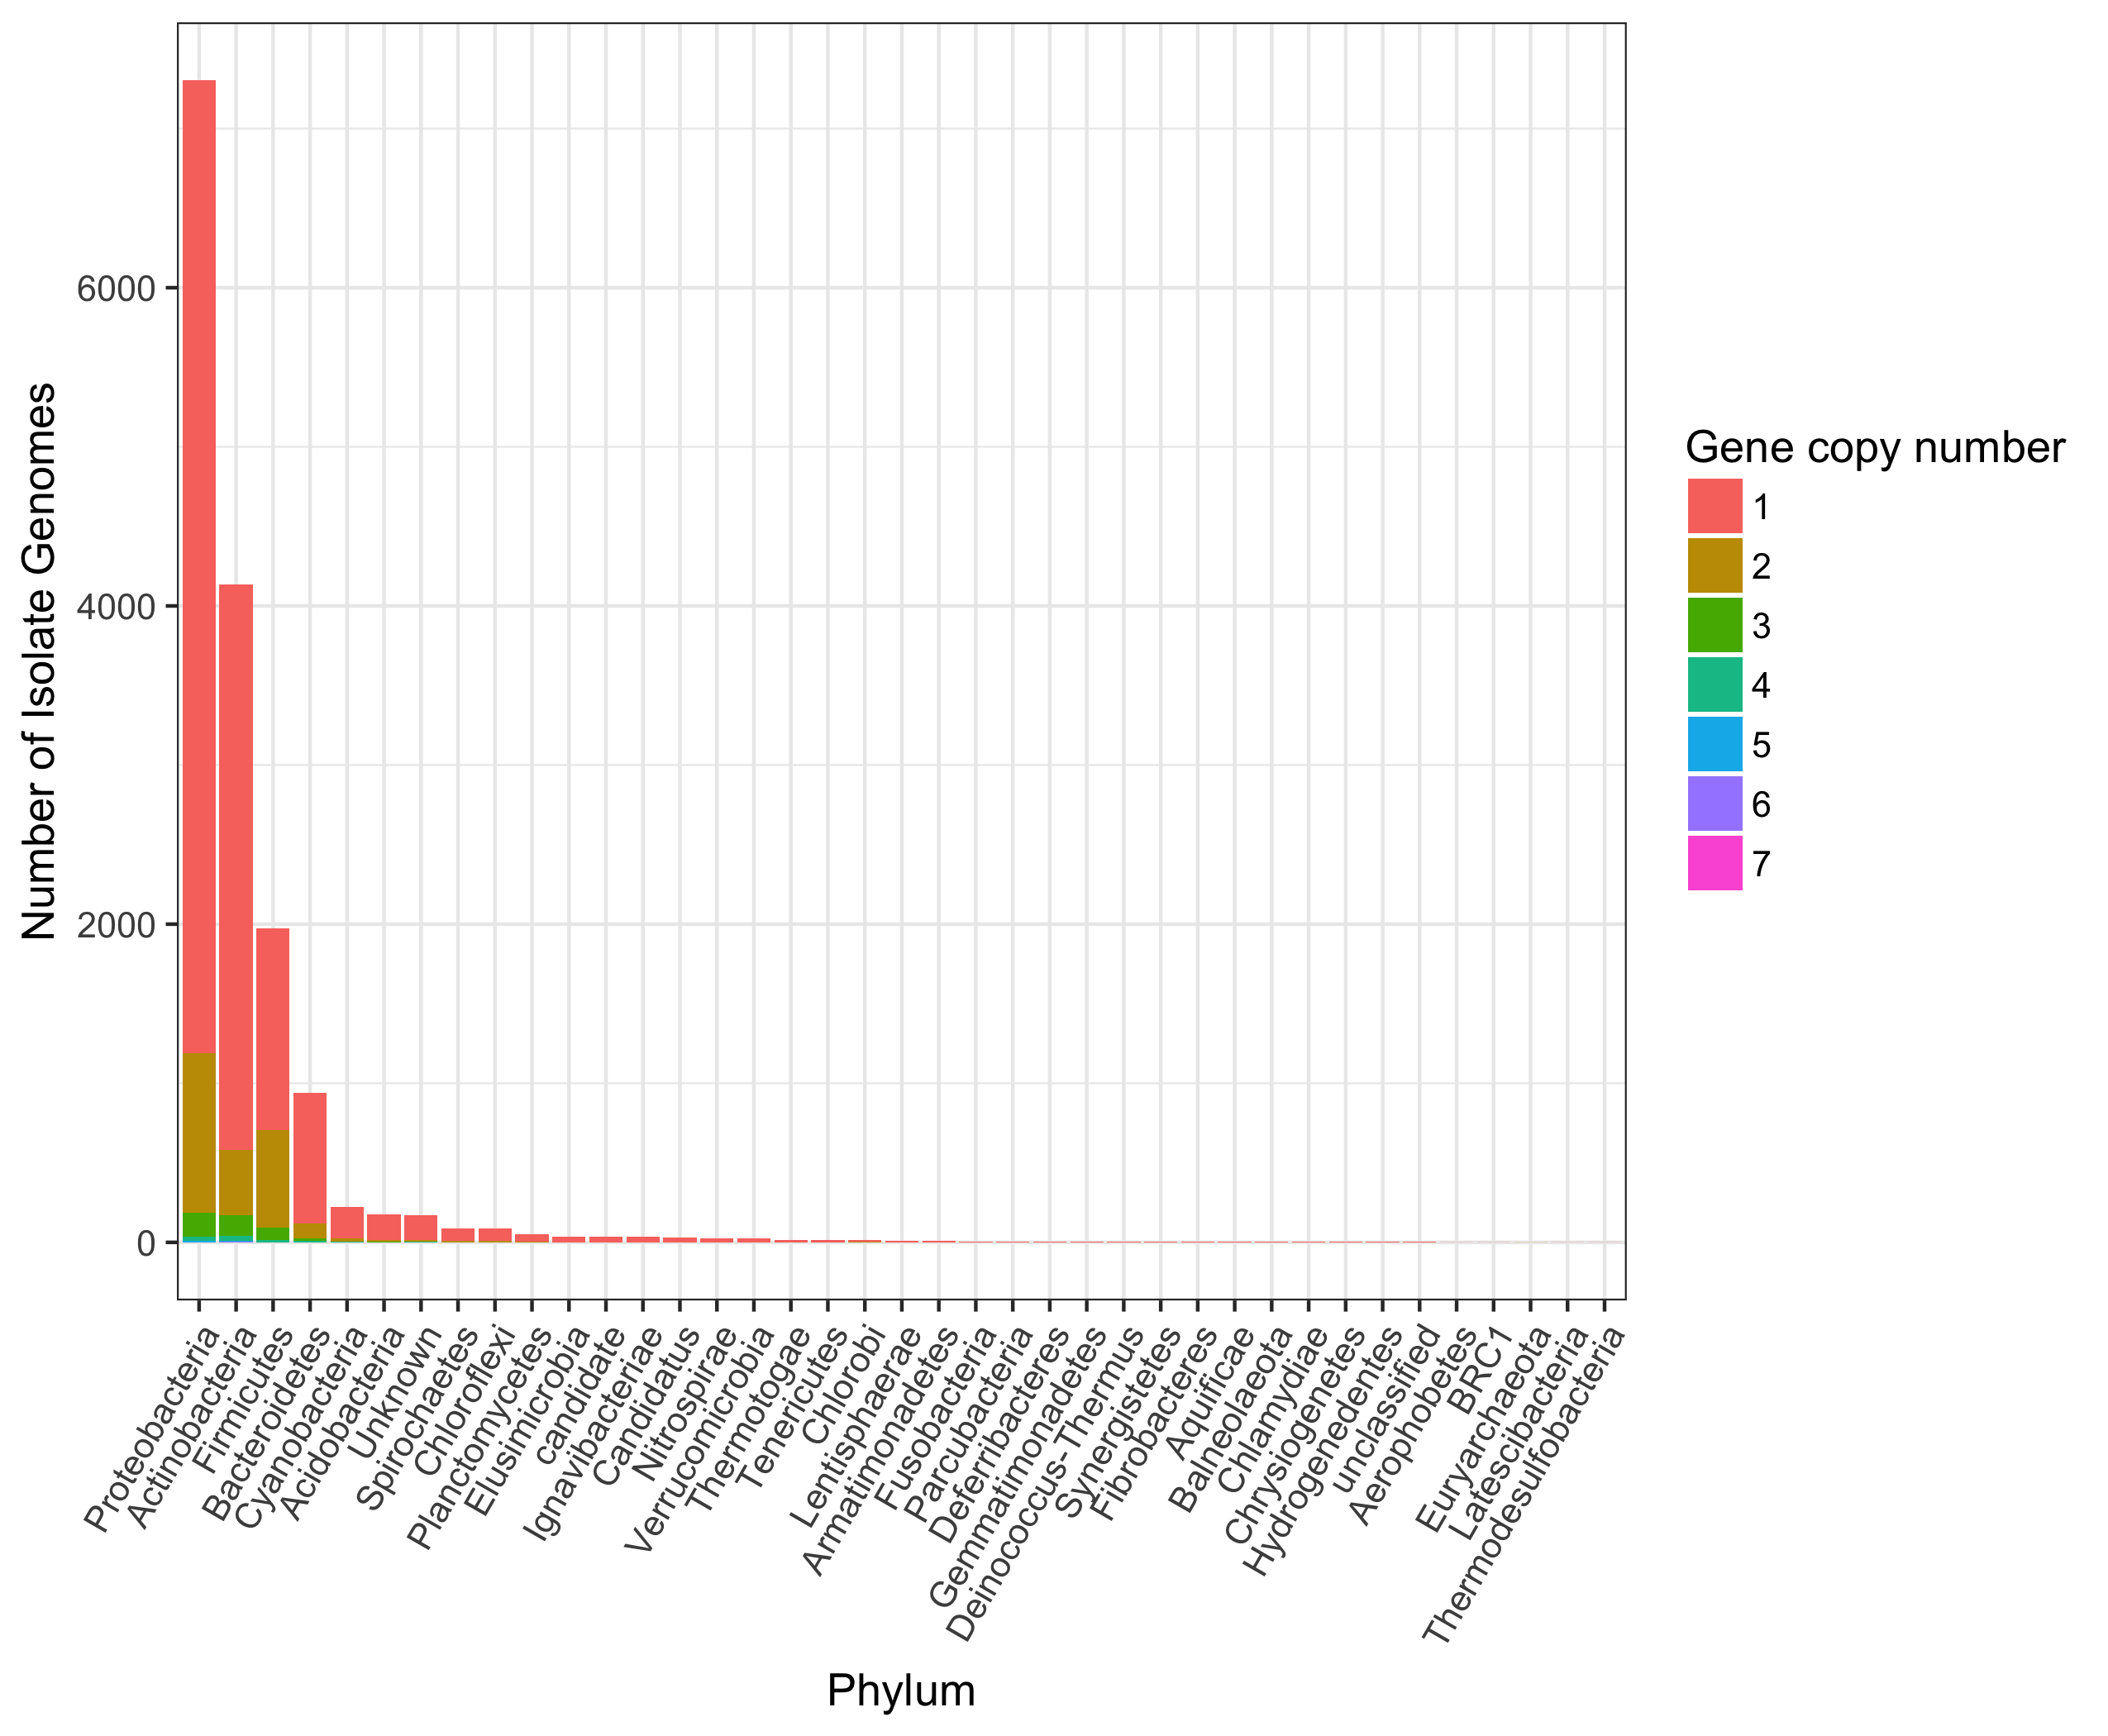 Number of Isolate Genomes
6000
4000
2000
0
Proteobacteria
Actinobacteria
Firmicutes
Bacteroidetes
Cyanobacteria
Acidobacteria
Unknown
Spirochaetes
Chloroflexi
Planctomycetes
Elusimicrobia
candidate
Ignavibacteriae
Candidatus
Nitrospirae
Verrucomicrobia
Thermotogae
Tenericutes
Chlorobi
Lentisphaerae
Armatimonadetes
Fusobacteria
Parcubacteria
Deferribacteres
Gemmatimonadetes
Deinococcus-Thermus
Synergistetes
Fibrobacteres
Aquificae
Balneolaeota
Chlamydiae
Chrysiogenetes
Hydrogenedentes
unclassified
Aerophobetes
BRC1
Euryarchaeota
Latescibacteria
Thermodesulfobacteria
Phylum
Gene copy number
1
2
3
4
5
6
7